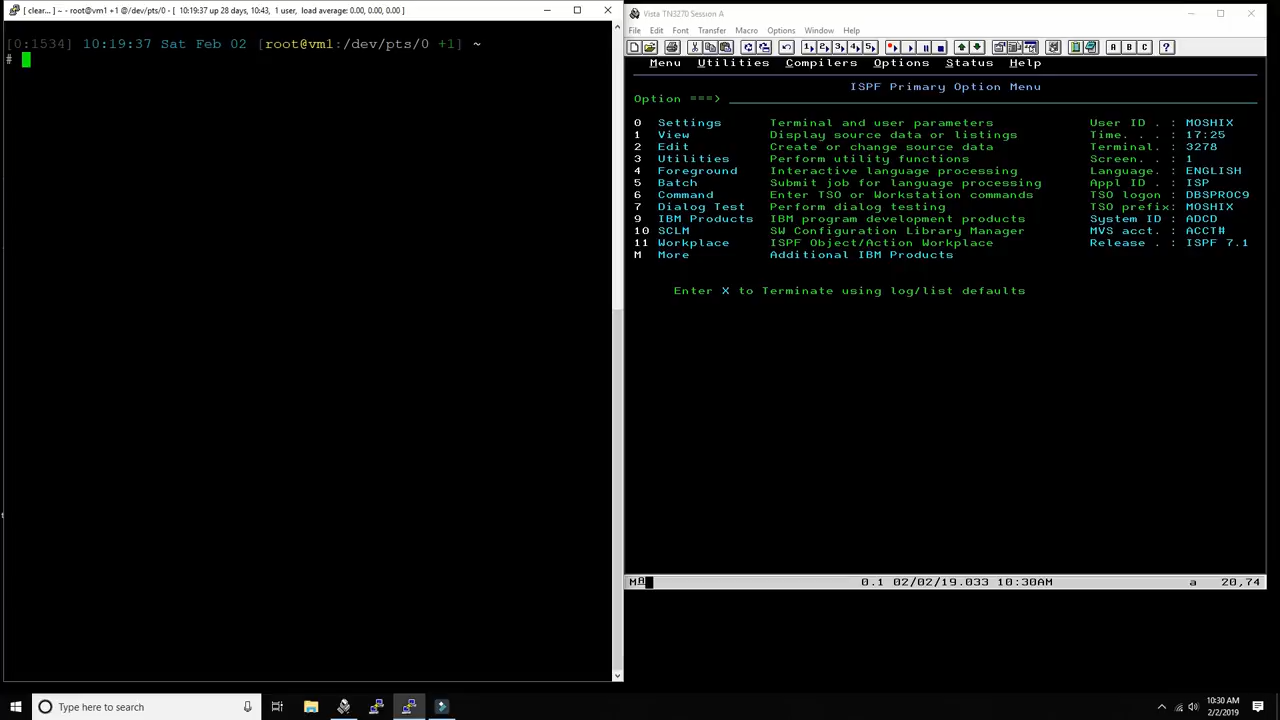 [ clear... ] ~ - root@vm1 +1 @/dev/pts/0 - [ 10:19:37 up 28 days, 10:43, 1 user, load average: 0.00, 0.00, 0.00 ]
[0:1534] 10:19:37 Sat Feb 02 [root@vm1:/dev/pts/0 +1] ~
#
Vista TN3270 Session A
File Edit Font Transfer Macro Options Window Help
1 2 3 4 5 A B C ?
Menu Utilities Compilers Options Status Help
ISPF Primary Option Menu
Option ===>
0 Settings Terminal and user parameters User ID . : MOSHIX
1 View Display source data or listings Time. . . : 17:25
2 Edit Create or change source data Terminal. : 3278
3 Utilities Perform utility functions Screen. . : 1
4 Foreground Interactive language processing Language. : ENGLISH
5 Batch Submit job for language processing Appl ID . : ISP
6 Command Enter TSO or Workstation commands TSO logon : DBSPROC9
7 Dialog Test Perform dialog testing TSO prefix: MOSHIX
9 IBM Products IBM program development products System ID : ADCD
10 SCLM SW Configuration Library Manager MVS acct. : ACCT#
11 Workplace ISPF Object/Action Workplace Release . : ISPF 7.1
M More Additional IBM Products
Enter X to Terminate using log/list defaults
MA 0.1 02/02/19.033 10:30AM a 20,74
Type here to search
10:30 AM
2/2/2019